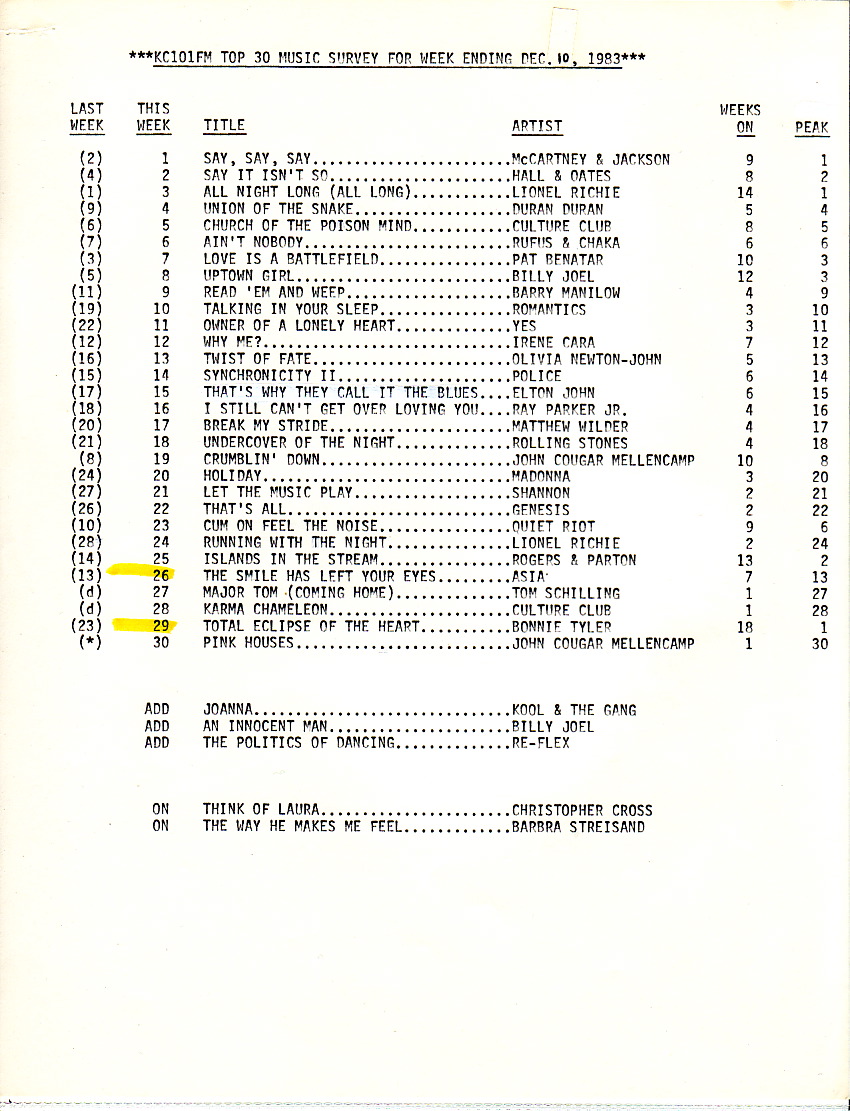 ***KC101FM TOP 30 MUSIC SURVEY FOR WEEK ENDING DEC. 10, 1983***
LAST THIS WEEKS
WEEK WEEK TITLE ARTIST ON PEAK
(2) 1 SAY, SAY, SAY........................McCARTNEY & JACKSON 9 1
(4) 2 SAY IT ISN'T SO......................HALL & OATES 8 2
(1) 3 ALL NIGHT LONG (ALL LONG)............LIONEL RICHIE 14 1
(9) 4 UNION OF THE SNAKE...................DURAN DURAN 5 4
(6) 5 CHURCH OF THE POISON MIND............CULTURE CLUB 8 5
(7) 6 AIN'T NOBODY.........................RUFUS & CHAKA 6 6
(3) 7 LOVE IS A BATTLEFIELD................PAT BENATAR 10 3
(5) 8 UPTOWN GIRL..........................BILLY JOEL 12 3
(11) 9 READ 'EM AND WEEP....................BARRY MANILOW 4 9
(19) 10 TALKING IN YOUR SLEEP................ROMANTICS 3 10
(22) 11 OWNER OF A LONELY HEART..............YES 3 11
(12) 12 WHY ME?..............................IRENE CARA 7 12
(16) 13 TWIST OF FATE........................OLIVIA NEWTON-JOHN 5 13
(15) 14 SYNCHRONICITY II.....................POLICE 6 14
(17) 15 THAT'S WHY THEY CALL IT THE BLUES....ELTON JOHN 6 15
(18) 16 I STILL CAN'T GET OVER LOVING YOU....RAY PARKER JR. 4 16
(20) 17 BREAK MY STRIDE......................MATTHEW WILDER 4 17
(21) 18 UNDERCOVER OF THE NIGHT..............ROLLING STONES 4 18
(8) 19 CRUMBLIN' DOWN.......................JOHN COUGAR MELLENCAMP 10 8
(24) 20 HOLIDAY..............................MADONNA 3 20
(27) 21 LET THE MUSIC PLAY...................SHANNON 2 21
(26) 22 THAT'S ALL...........................GENESIS 2 22
(10) 23 CUM ON FEEL THE NOISE................QUIET RIOT 9 6
(28) 24 RUNNING WITH THE NIGHT...............LIONEL RICHIE 2 24
(14) 25 ISLANDS IN THE STREAM................ROGERS & PARTON 13 2
(13) 26 THE SMILE HAS LEFT YOUR EYES.........ASIA 7 13
(d) 27 MAJOR TOM (COMING HOME)..............TOM SCHILLING 1 27
(d) 28 KARMA CHAMELEON......................CULTURE CLUB 1 28
(23) 29 TOTAL ECLIPSE OF THE HEART...........BONNIE TYLER 18 1
(*) 30 PINK HOUSES..........................JOHN COUGAR MELLENCAMP 1 30
ADD JOANNA...............................KOOL & THE GANG
ADD AN INNOCENT MAN......................BILLY JOEL
ADD THE POLITICS OF DANCING..............RE-FLEX
ON THINK OF LAURA.......................CHRISTOPHER CROSS
ON THE WAY HE MAKES ME FEEL.............BARBRA STREISAND